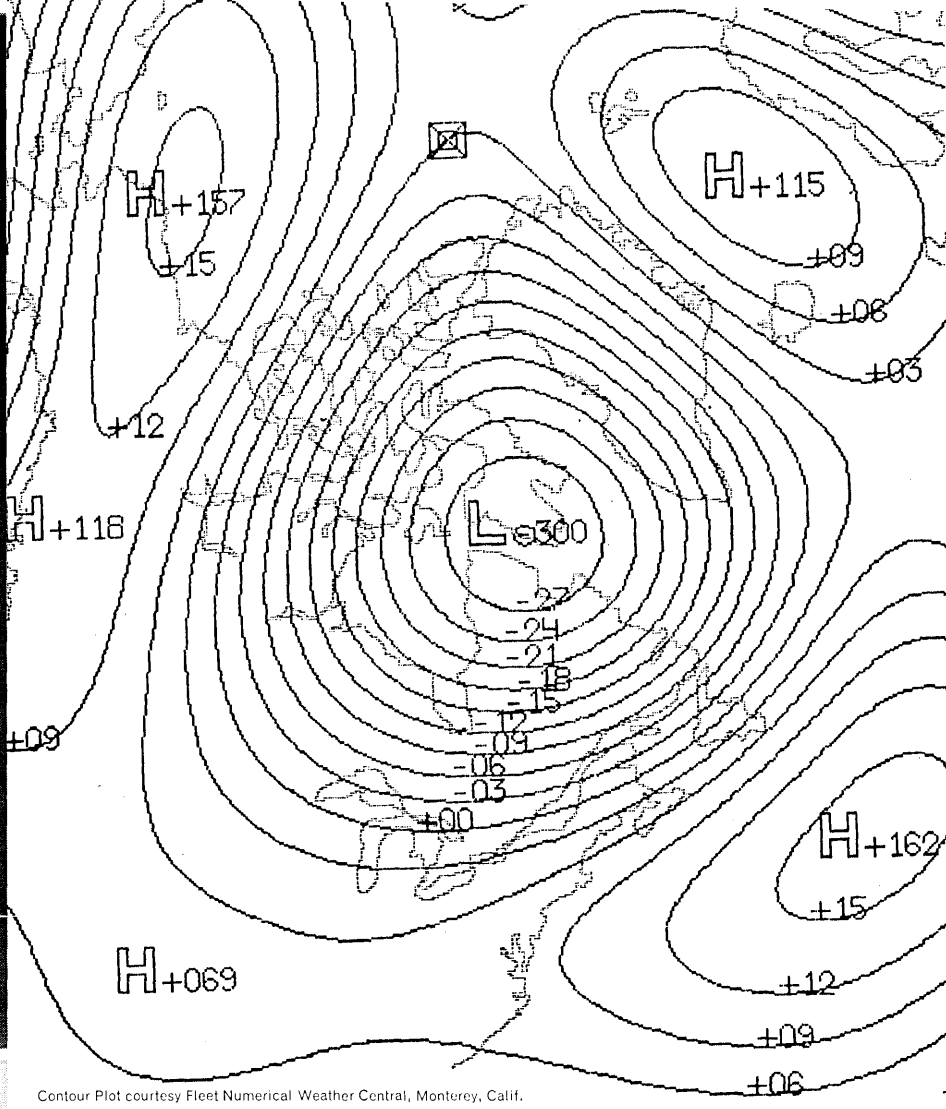 H+157
H+115
+15
+09
+06
+03
+12
H+118
L 300
-27
-24
-21
-18
-15
-12
-09
+09
-06
-03
+00
H+162
+15
H+069
+12
+09
+06
Contour Plot courtesy Fleet Numerical Weather Central, Monterey, Calif.